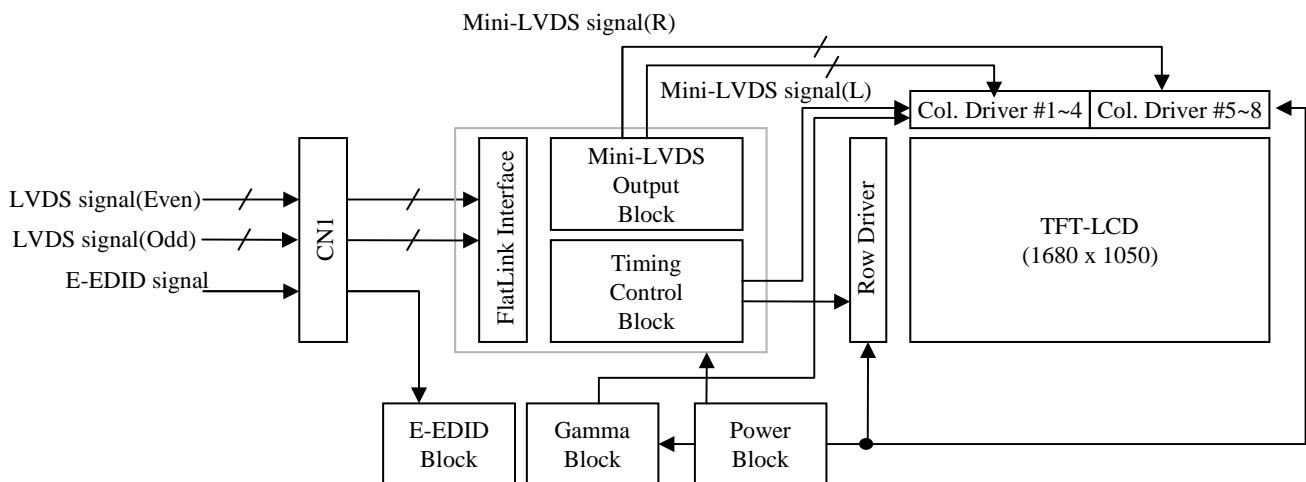 Mini-LVDS signal(R)
Mini-LVDS signal(L)
Col. Driver #1~4
Col. Driver #5~8
LVDS signal(Even)
LVDS signal(Odd)
E-EDID signal
CN1
FlatLink Interface
Mini-LVDS
Output
Block
Timing
Control
Block
Row Driver
TFT-LCD
(1680 x 1050)
E-EDID
Block
Gamma
Block
Power
Block